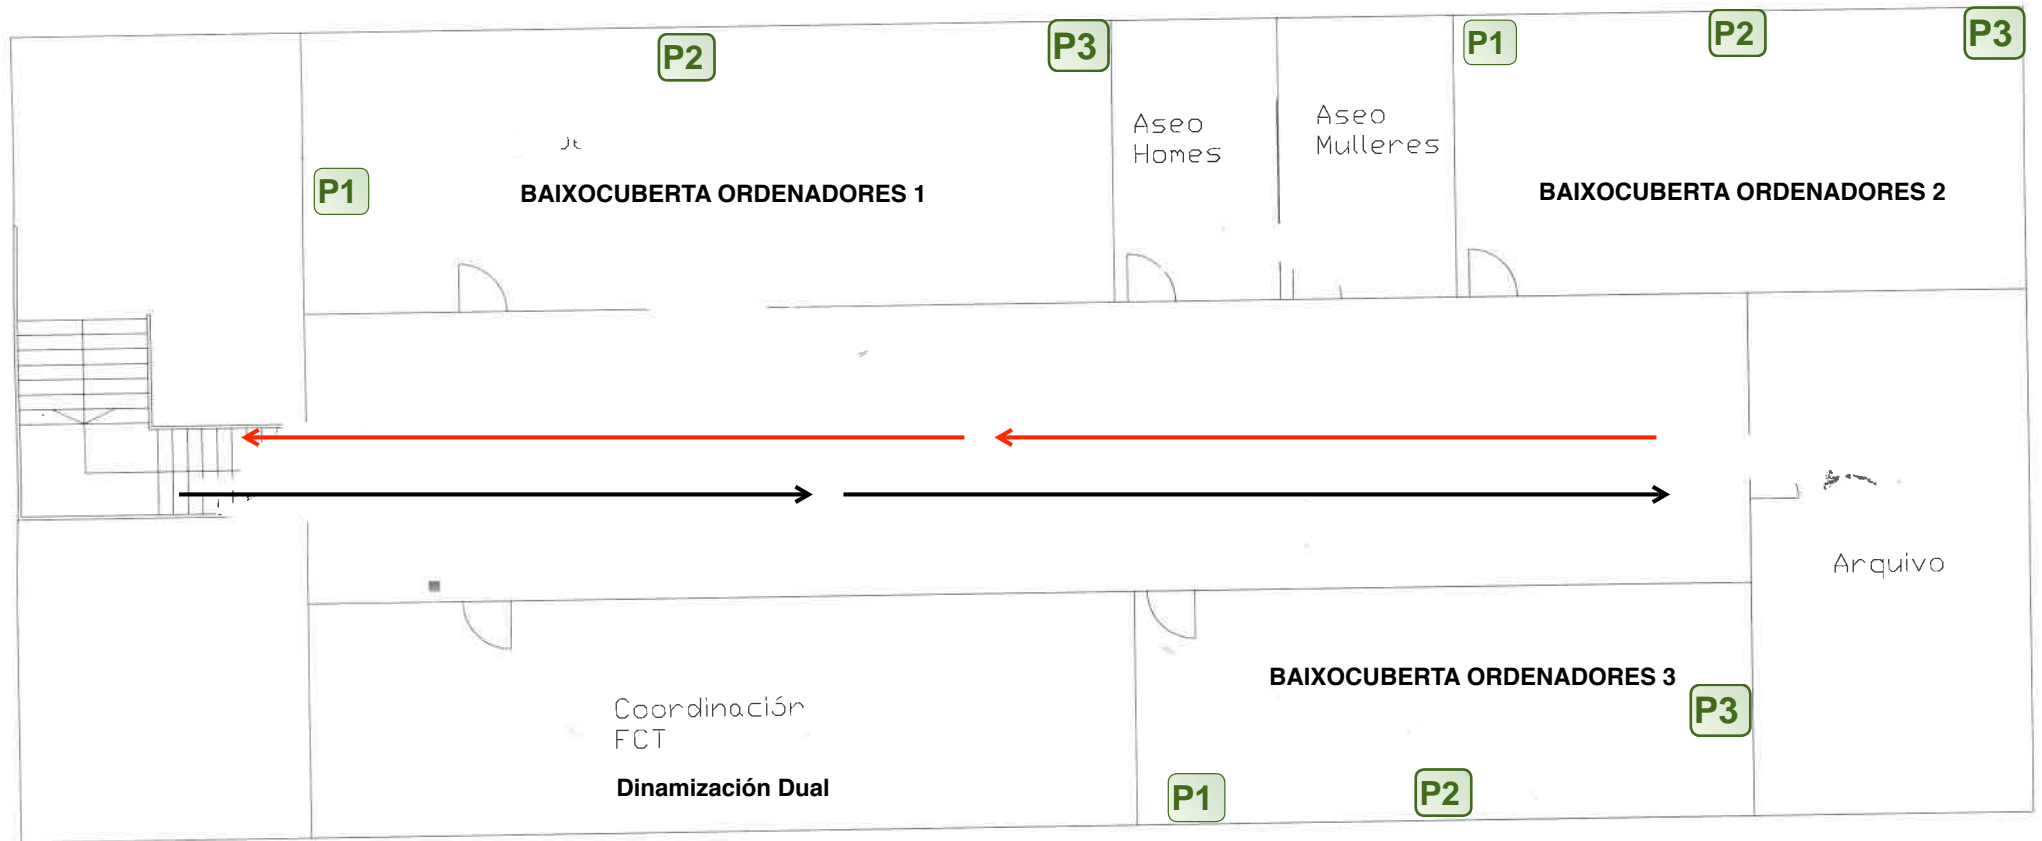 P2
P3
P1
P2
P3
Aseo
Homes
Aseo
Mulleres
P1
BAIXOCUBERTA ORDENADORES 1
BAIXOCUBERTA ORDENADORES 2
Arquivo
BAIXOCUBERTA ORDENADORES 3
P3
Coordinación
FCT
Dinamización Dual
P1
P2